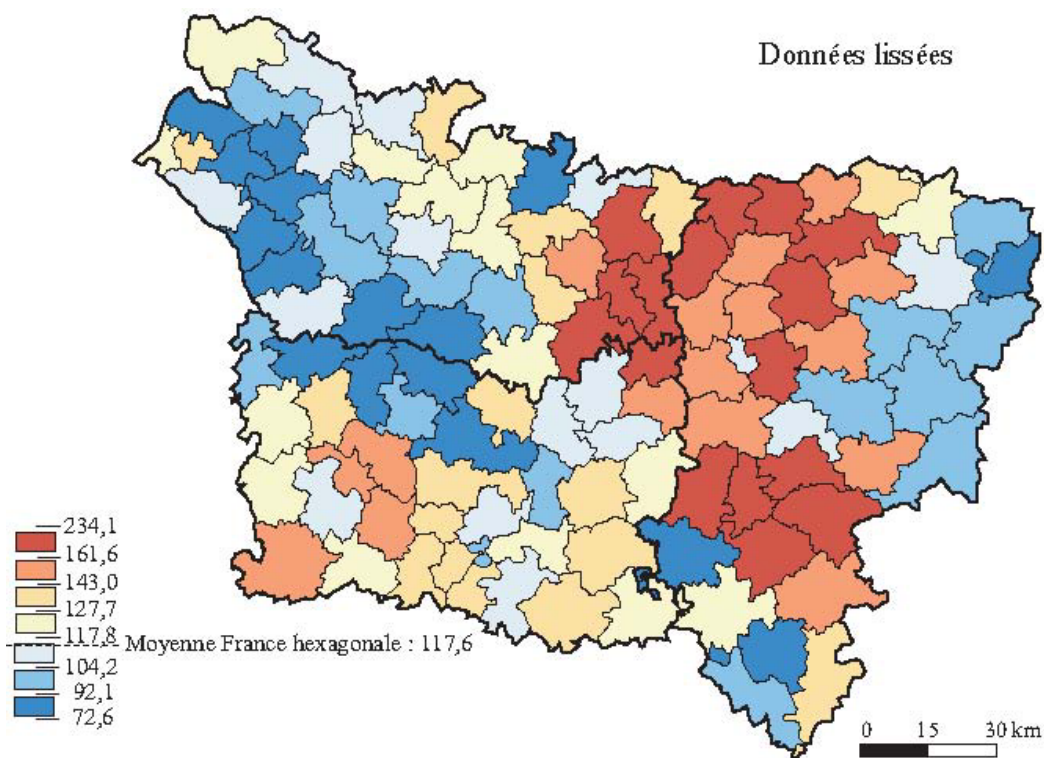 Données lissées
234,1
161,6
143,0
127,7
117,8
Moyenne France hexagonale : 117,6
104,2
92,1
72,6
0 15 30 km